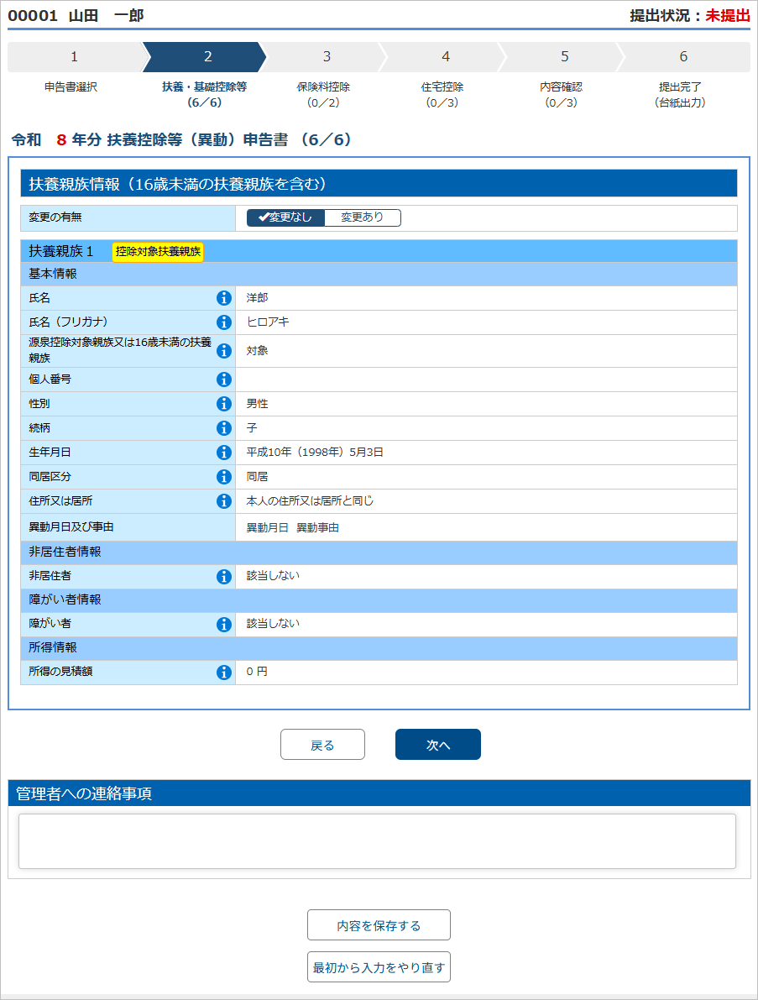 00001 山田　一郎
提出状況：未提出
1 2 3 4 5 6
申告書選択
扶養・基礎控除等
（6／6）
保険料控除
（0／2）
住宅控除
（0／3）
内容確認
（0／3）
提出完了
（台紙出力）
令和　8 年分 扶養控除等（異動）申告書 （6／6）
扶養親族情報（16歳未満の扶養親族を含む）
変更の有無 変更なし 変更あり
扶養親族 1 控除対象扶養親族
基本情報
氏名 洋郎
氏名（フリガナ） ヒロアキ
源泉控除対象親族又は16歳未満の扶養
親族
対象
個人番号
性別 男性
続柄 子
生年月日 平成10年（1998年）5月3日
同居区分 同居
住所又は居所 本人の住所又は居所と同じ
異動月日及び事由 異動月日 異動事由
非居住者情報
非居住者 該当しない
障がい者情報
障がい者 該当しない
所得情報
所得の見積額 0 円
戻る 次へ
管理者への連絡事項
内容を保存する
最初から入力をやり直す